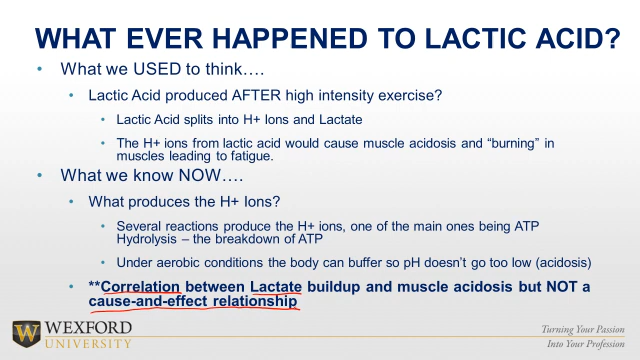 WHAT EVER HAPPENED TO LACTIC ACID?
• What we USED to think….
• Lactic Acid produced AFTER high intensity exercise?
• Lactic Acid splits into H+ Ions and Lactate
• The H+ ions from lactic acid would cause muscle acidosis and “burning” in
muscles leading to fatigue.
• What we know NOW….
• What produces the H+ Ions?
• Several reactions produce the H+ ions, one of the main ones being ATP
Hydrolysis – the breakdown of ATP
• Under aerobic conditions the body can buffer so pH doesn’t go too low (acidosis)
• **Correlation between Lactate buildup and muscle acidosis but NOT a
cause-and-effect relationship
W WEXFORD
UNIVERSITY
Turning Your Passion
Into Your Profession